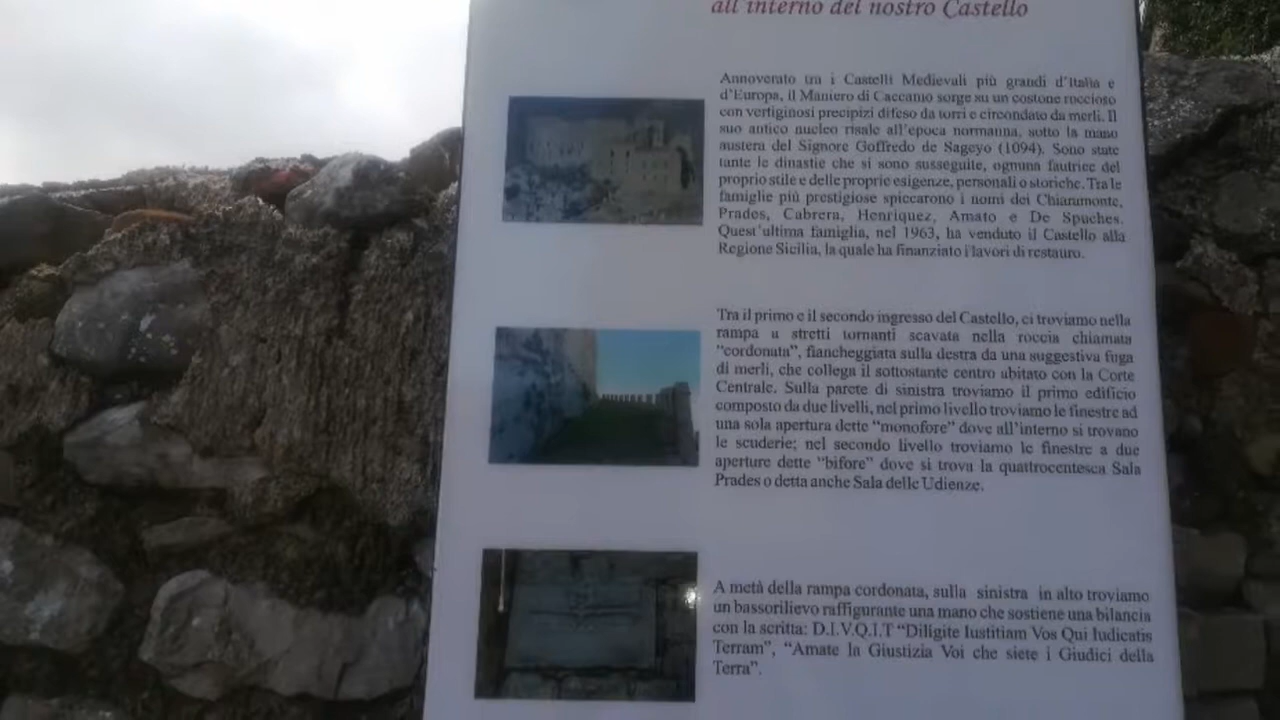 all'interno del nostro Castello
Annoverato tra i Castelli Medievali più grandi d'Italia e
d'Europa, il Maniero di Caccamo sorge su un costone roccioso
con vertiginosi precipizi difeso da torri e circondato da merli. Il
suo antico nucleo risale all'epoca normanna, sotto la mano
austera del Signore Goffredo de Sageyo (1094). Sono state
tante le dinastie che si sono susseguite, ognuna fautrice del
proprio stile e delle proprie esigenze, personali o storiche. Tra le
famiglie più prestigiose spiccarono i nomi dei Chiaramonte,
Prades, Cabrera, Henriquez, Amato e De Spuches.
Quest'ultima famiglia, nel 1963, ha venduto il Castello alla
Regione Sicilia, la quale ha finanziato i lavori di restauro.
Tra il primo e il secondo ingresso del Castello, ci troviamo nella
rampa a stretti tornanti scavata nella roccia chiamata
"cordonata", fiancheggiata sulla destra da una suggestiva fuga
di merli, che collega il sottostante centro abitato con la Corte
Centrale. Sulla parete di sinistra troviamo il primo edificio
composto da due livelli, nel primo livello troviamo le finestre ad
una sola apertura dette "monofore" dove all'interno si trovano
le scuderie; nel secondo livello troviamo le finestre a due
aperture dette "bifore" dove si trova la quattrocentesca Sala
Prades o detta anche Sala delle Udienze.
A metà della rampa cordonata, sulla sinistra in alto troviamo
un bassorilievo raffigurante una mano che sostiene una bilancia
con la scritta: D.I.V.Q.I.T "Diligite Iustitiam Vos Qui Iudicatis
Terram", "Amate la Giustizia Voi che siete i Giudici della
Terra".